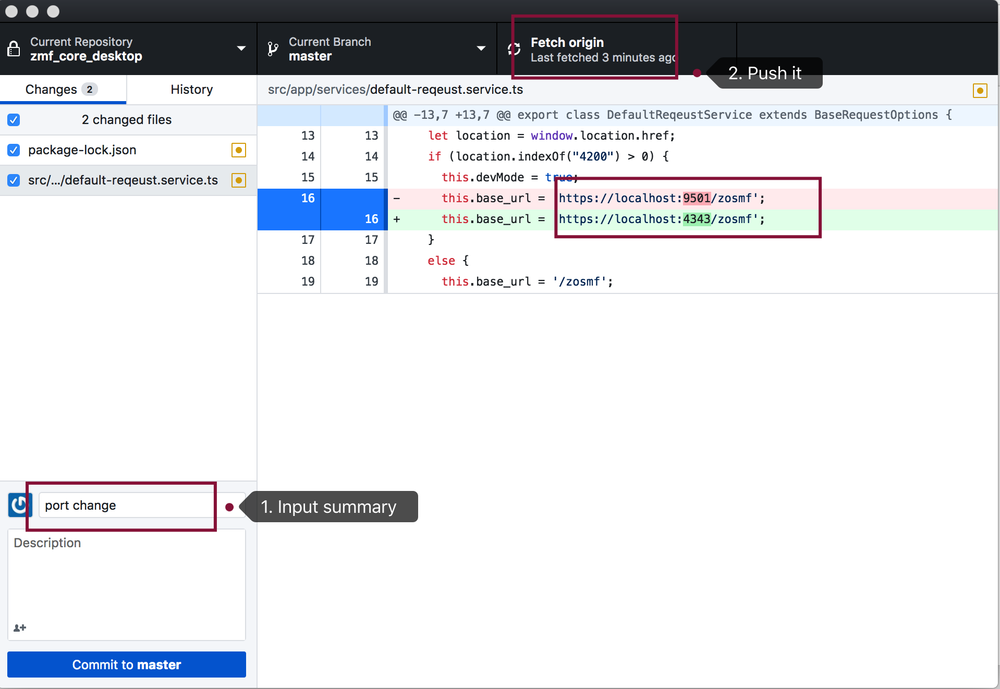 Current Repository
zmf_core_desktop
Current Branch
master
Fetch origin
Last fetched 3 minutes ago
2. Push it
Changes 2
History
src/app/services/default-reqeust.service.ts
2 changed files
package-lock.json
src/.../default-reqeust.service.ts
@@ -13,7 +13,7 @@ export class DefaultReqeustService extends BaseRequestOptions {
13 13 let location = window.location.href;
14 14 if (location.indexOf("4200") > 0) {
15 15 this.devMode = true;
16 - this.base_url = https://localhost:9501/zosmf';
16 + this.base_url = https://localhost:4343/zosmf';
17 17 }
18 18 else {
19 19 this.base_url = '/zosmf';
port change
1. Input summary
Description
Commit to master